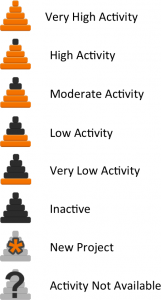 Very High Activity
High Activity
Moderate Activity
Low Activity
Very Low Activity
Inactive
* New Project
? Activity Not Available